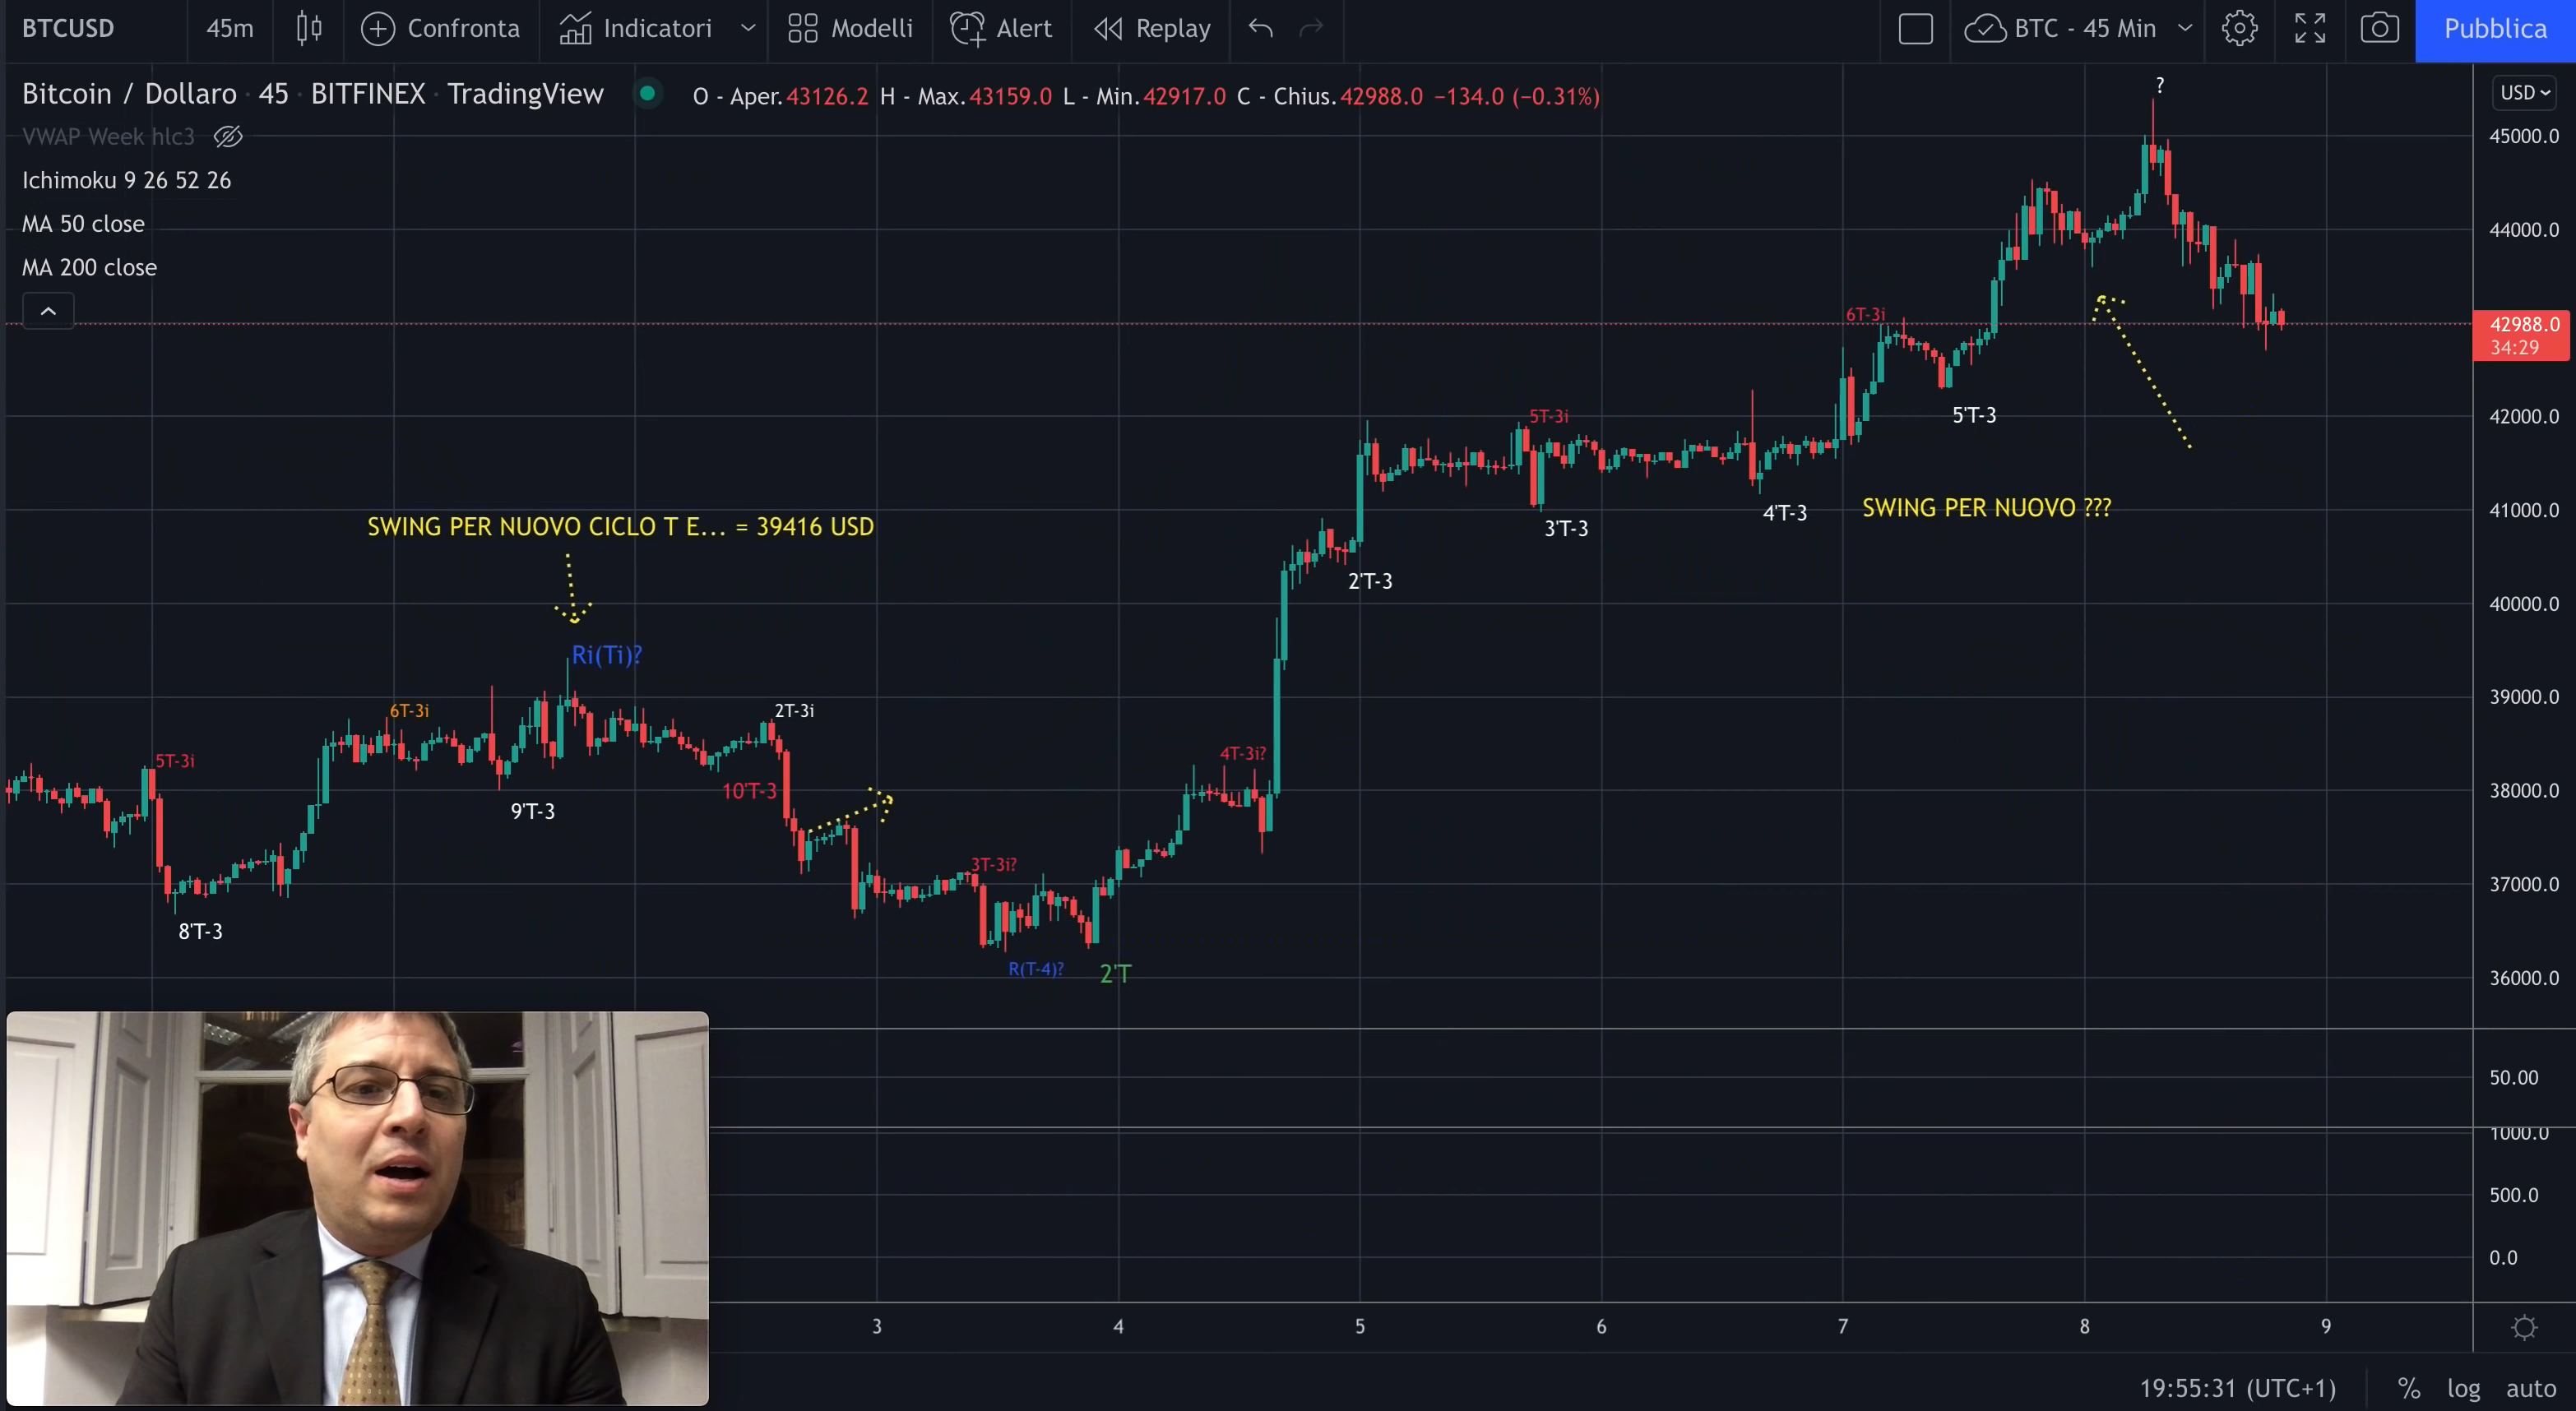 BTCUSD 45m Confronta Indicatori Modelli Alert Replay BTC - 45 Min Pubblica
Bitcoin / Dollaro · 45 · BITFINEX · TradingView O - Aper.43126.2 H - Max.43159.0 L - Min.42917.0 C - Chius.42988.0 −134.0 (−0.31%)
?
USD
VWAP Week hlc3
45000.0
Ichimoku 9 26 52 26
MA 50 close
44000.0
MA 200 close
6T-3i
42988.0
34:29
5T-3i
5'T-3
42000.0
SWING PER NUOVO ???
41000.0
4'T-3
SWING PER NUOVO CICLO T E... = 39416 USD
3'T-3
2'T-3
40000.0
Ri(Ti)?
39000.0
6T-3i
2T-3i
4T-3i?
5T-3i
10'T-3
38000.0
9'T-3
3T-3i?
37000.0
8'T-3
R(T-4)?
2'T
36000.0
50.00
1000.0
500.0
0.0
3 4 5 6 7 8 9
19:55:31 (UTC+1) % log auto